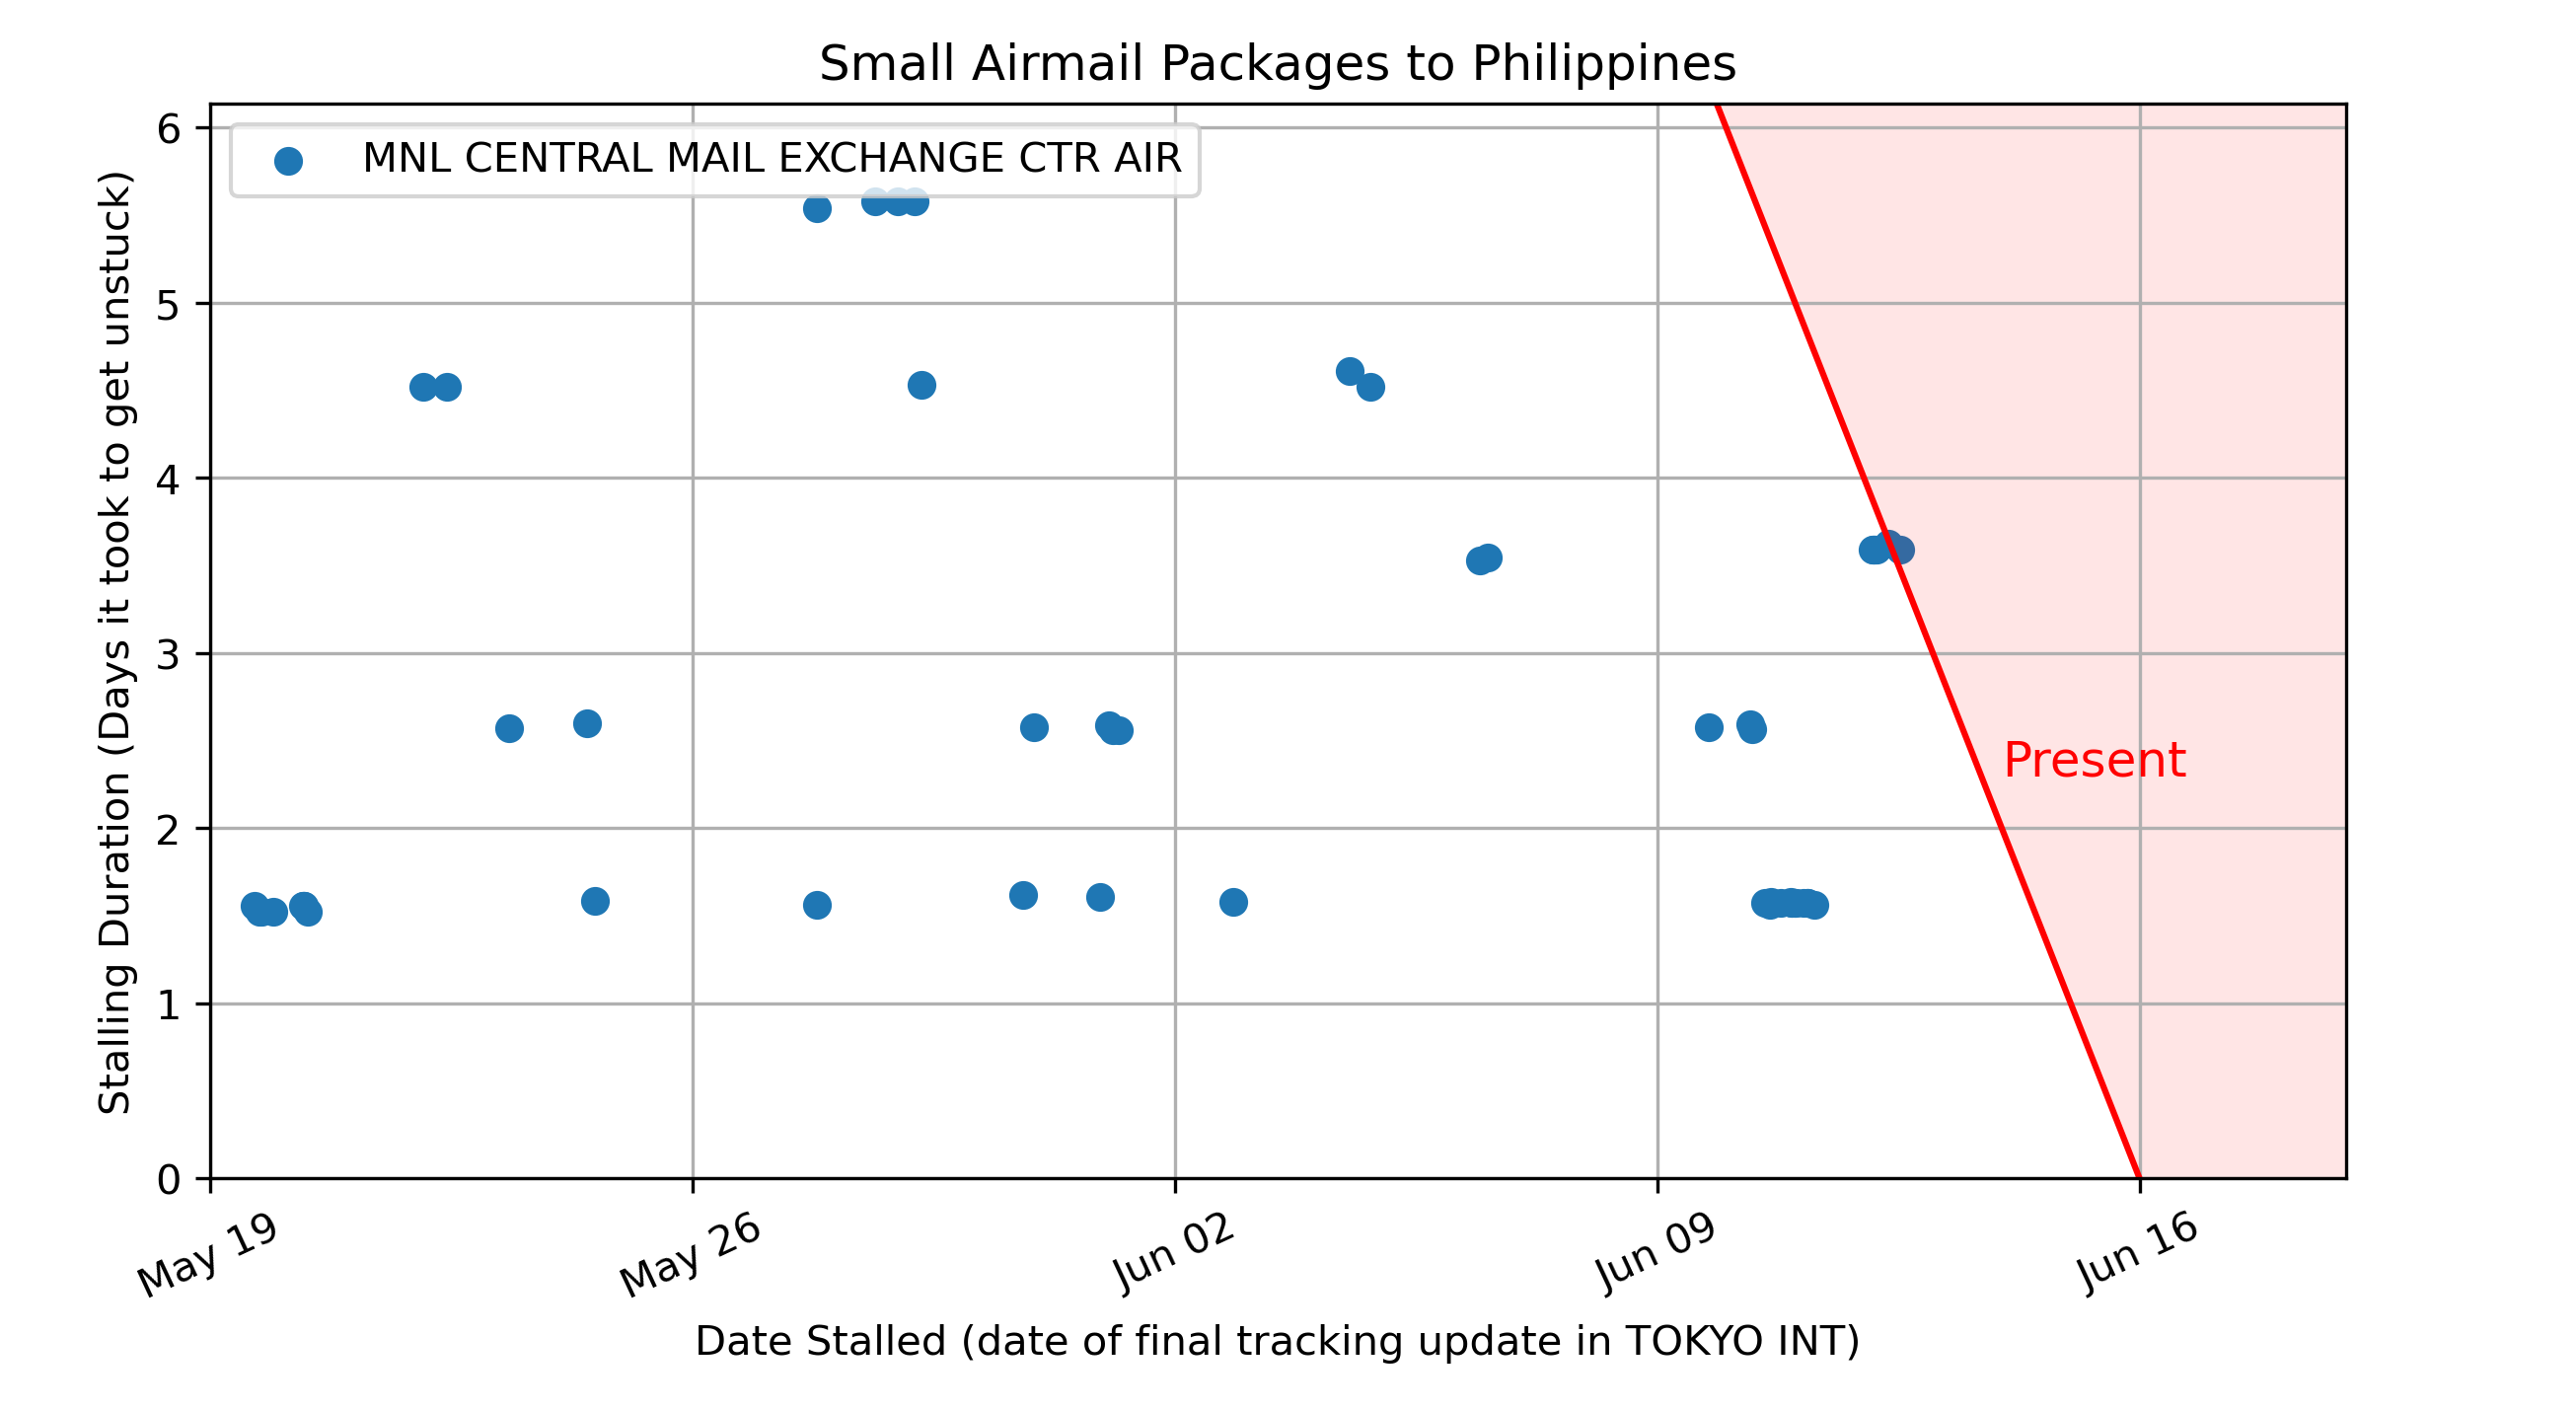 Small Airmail Packages to Philippines
MNL CENTRAL MAIL EXCHANGE CTR AIR
Stalling Duration (Days it took to get unstuck)
6
5
4
3
2
1
0
Present
May 19
May 26
Jun 02
Jun 09
Jun 16
Date Stalled (date of final tracking update in TOKYO INT)